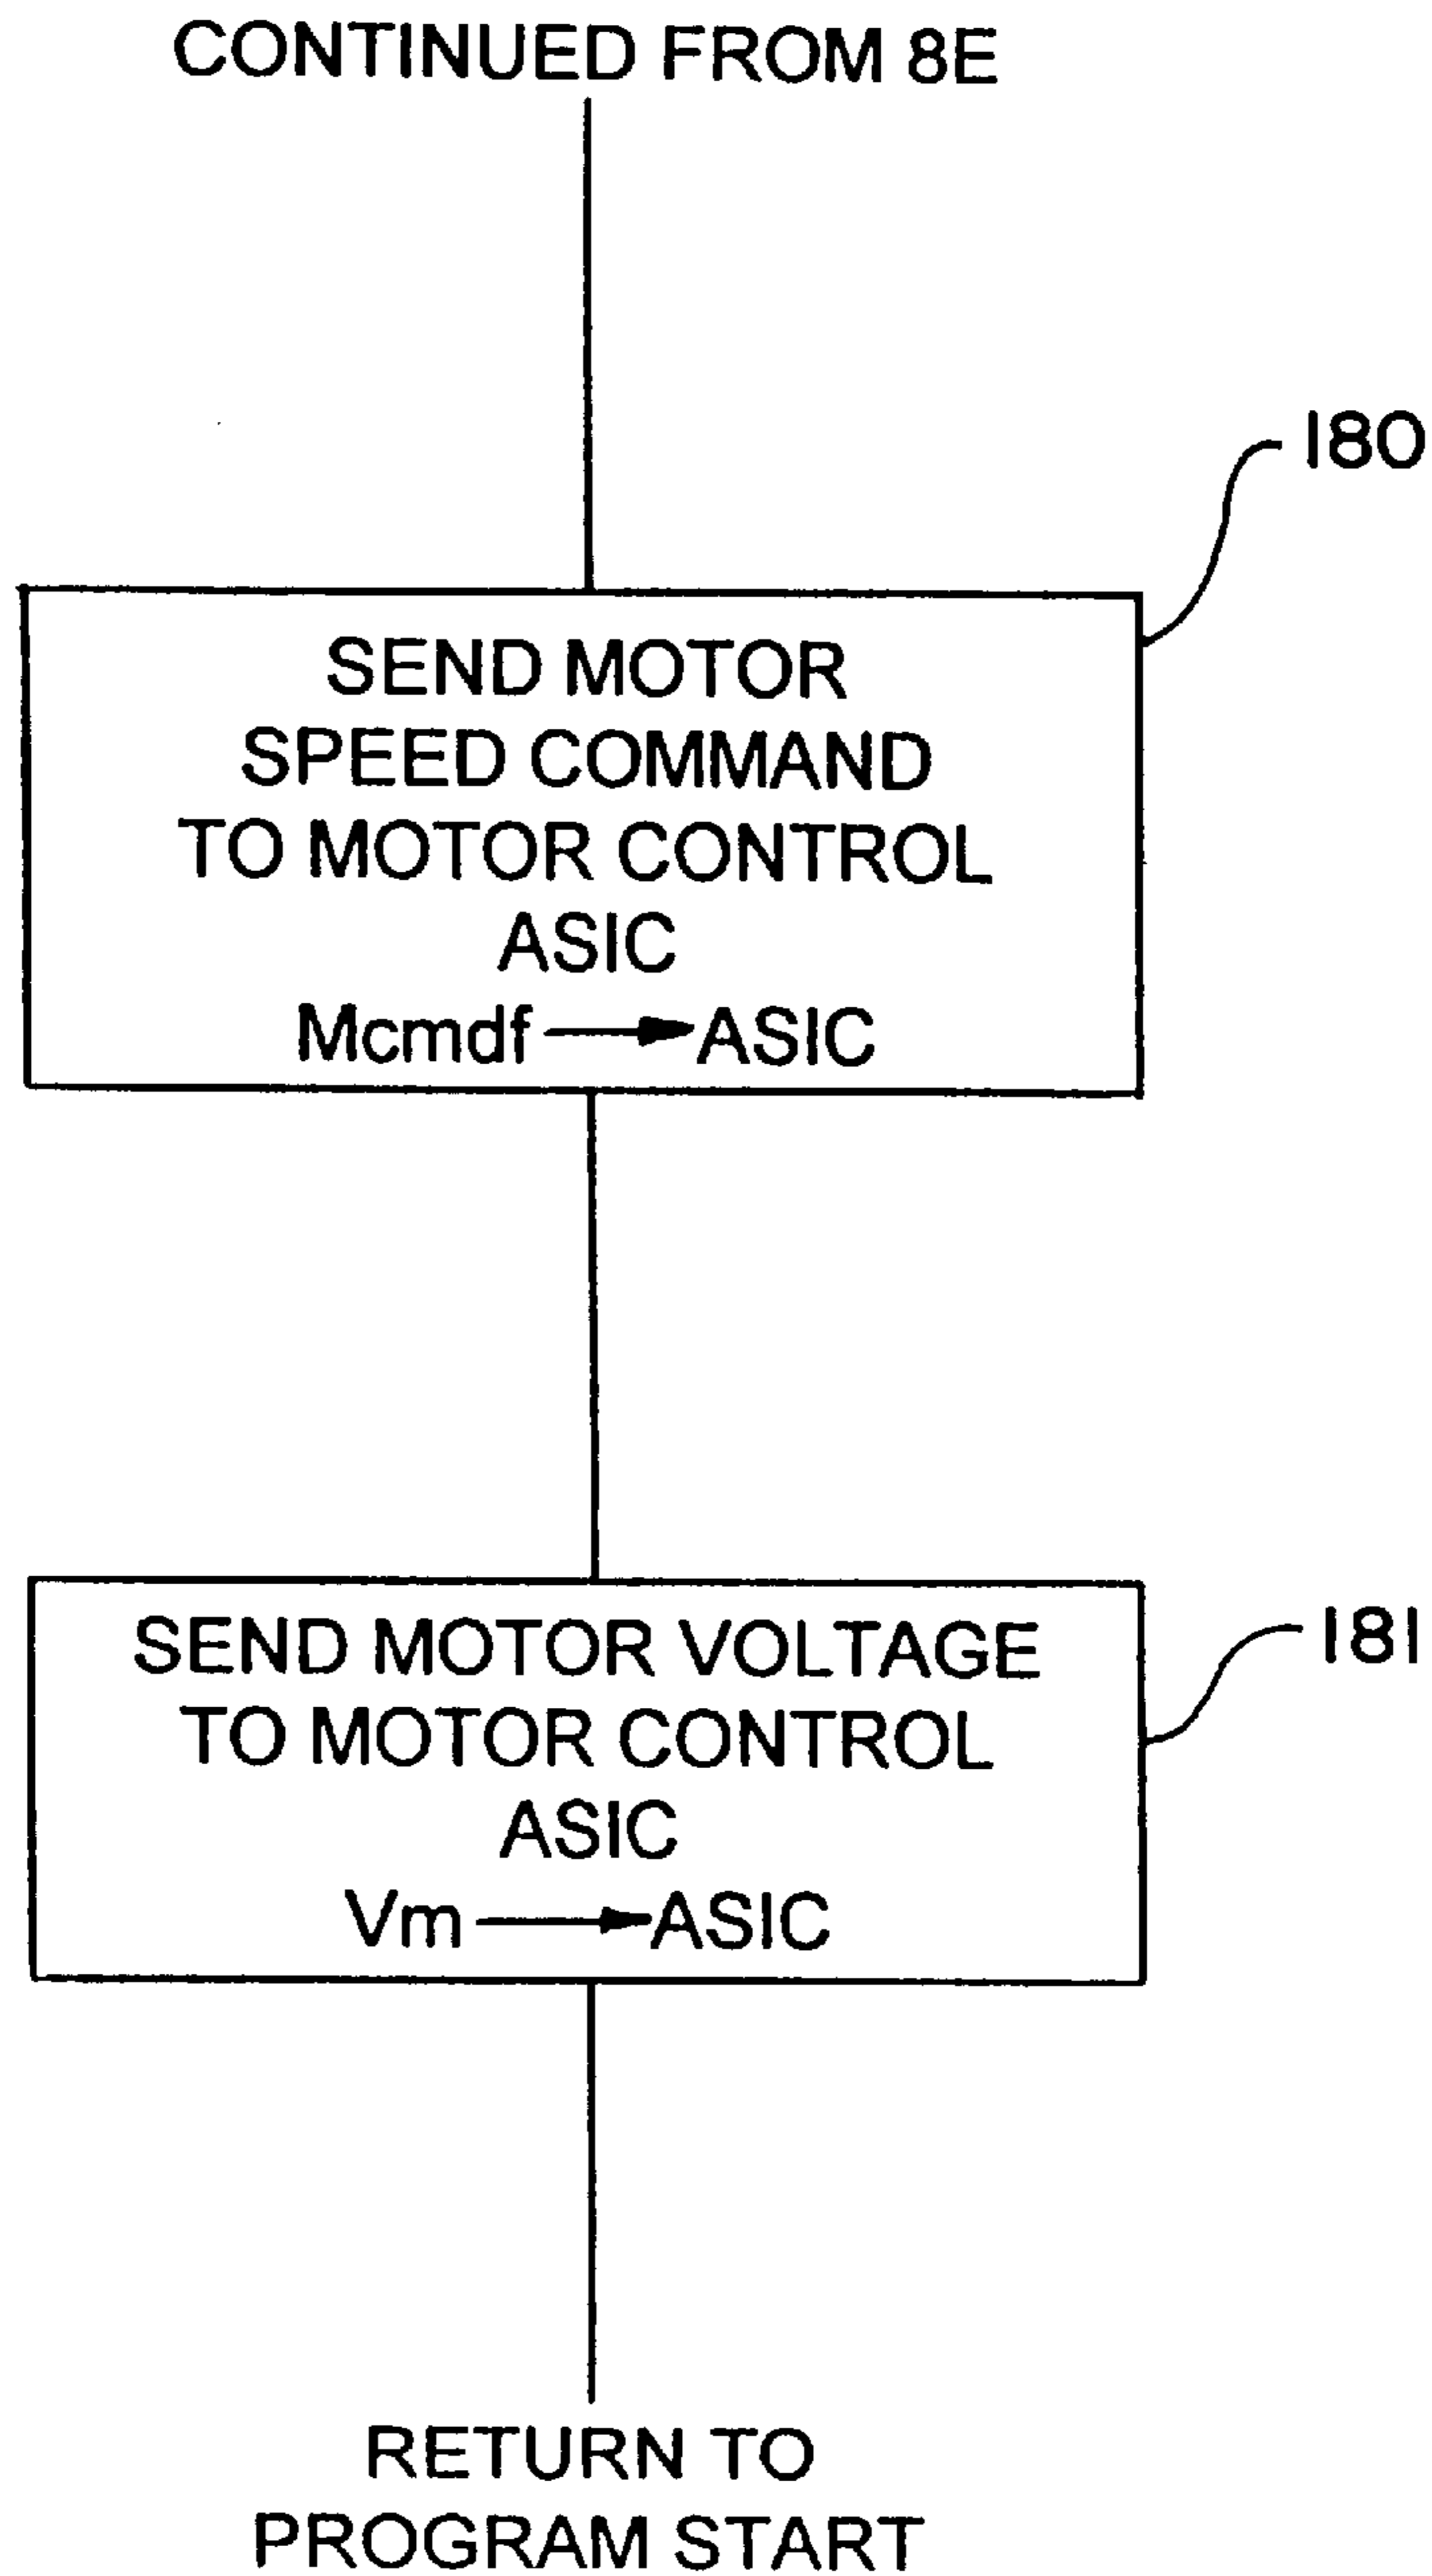 CONTINUED FROM 8E
180
SEND MOTOR
SPEED COMMAND
TO MOTOR CONTROL
ASIC
Mcmdf → ASIC
181
SEND MOTOR VOLTAGE
TO MOTOR CONTROL
ASIC
Vm → ASIC
RETURN TO
PROGRAM START